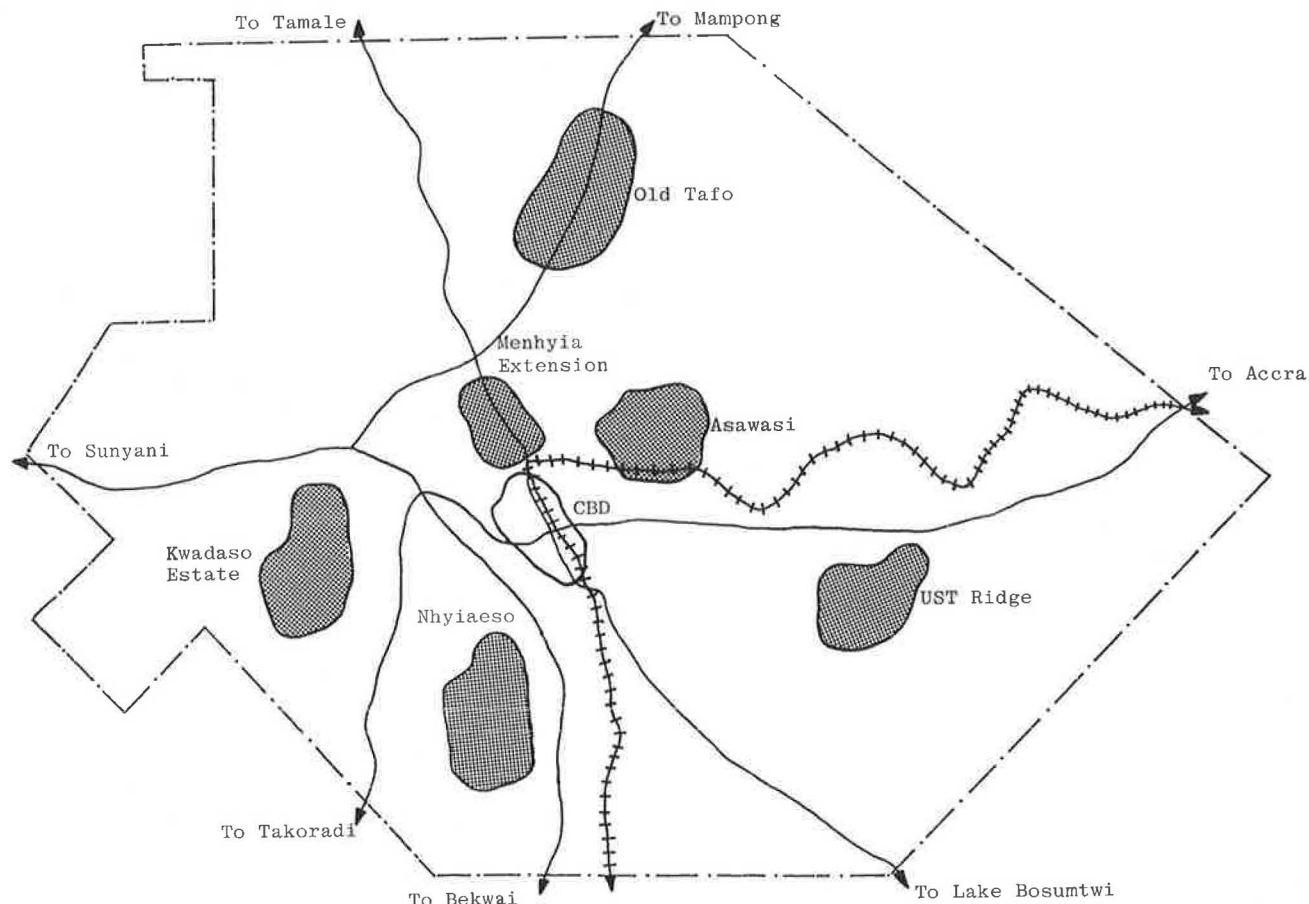 To Tamale
To Mampong
Old Tafo
Menhyia
Extension
To Accra
Asawasi
To Sunyani
CBD
Kwadaso
Estate
UST Ridge
Nhyiaeso
To Takoradi
To Bekwai
To Lake Bosumtwi